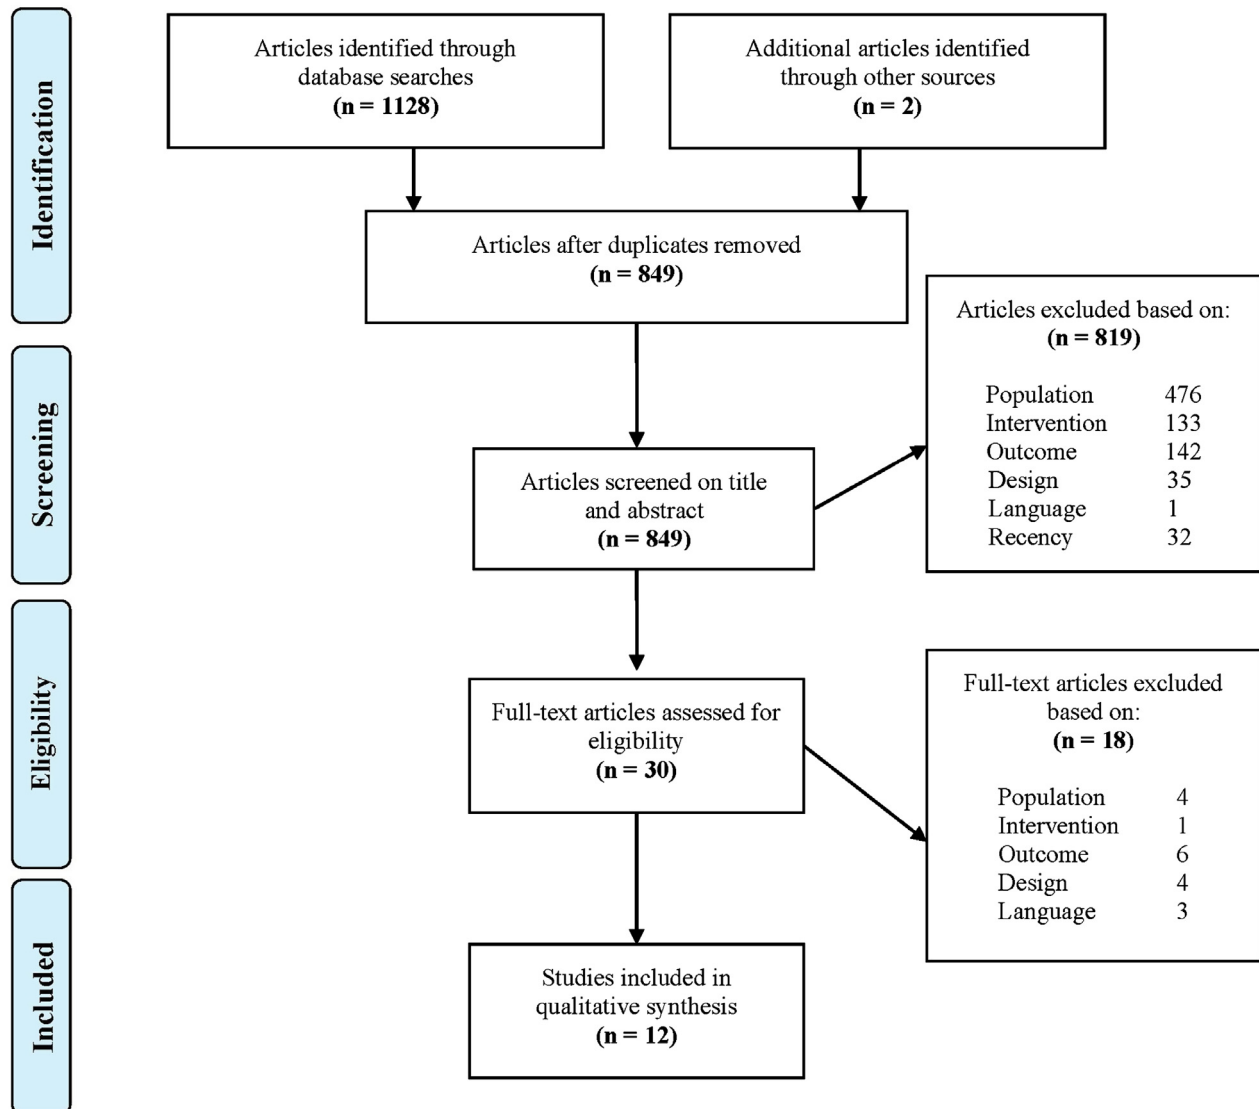 Identification
Articles identified through
database searches
(n = 1128)
Additional articles identified
through other sources
(n = 2)
Articles after duplicates removed
(n = 849)
Screening
Articles screened on title
and abstract
(n = 849)
Articles excluded based on:
(n = 819)
Population 476
Intervention 133
Outcome 142
Design 35
Language 1
Recency 32
Eligibility
Full-text articles assessed for
eligibility
(n = 30)
Full-text articles excluded
based on:
(n = 18)
Population 4
Intervention 1
Outcome 6
Design 4
Language 3
Included
Studies included in
qualitative synthesis
(n = 12)